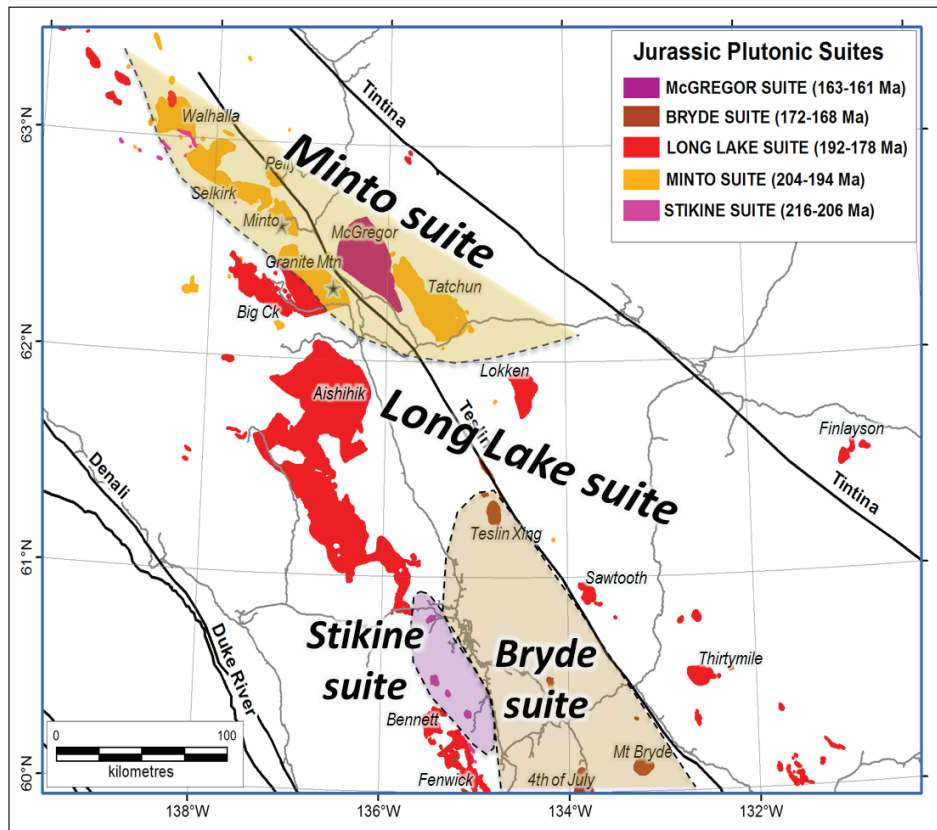 Jurassic Plutonic Suites
McGREGOR SUITE (163-161 Ma)
BRYDE SUITE (172-168 Ma)
LONG LAKE SUITE (192-178 Ma)
MINTO SUITE (204-194 Ma)
STIKINE SUITE (216-206 Ma)
63°N
62°N
61°N
60°N
Tintina
Walhalla
Minto suite
Pelly
Selkirk
Minto
McGregor
Granite Mtn
Tatchun
Big Ck
Lokken
Aishihik
Teslin
Long Lake suite
Finlayson
Tintina
Denali
Teslin Xing
Sawtooth
Duke River
Stikine
suite
Bryde
suite
Thirtymile
Bennett
Mt Bryde
Fenwick
4th of July
0
100
kilometres
138°W
136°W
134°W
132°W